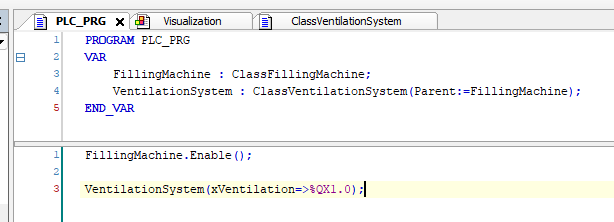 PLC_PRG Visualization ClassVentilationSystem
1 PROGRAM PLC_PRG
2 VAR
3 FillingMachine : ClassFillingMachine;
4 VentilationSystem : ClassVentilationSystem(Parent:=FillingMachine);
5 END_VAR
1 FillingMachine.Enable();
2
3 VentilationSystem(xVentilation=>%QX1.0);